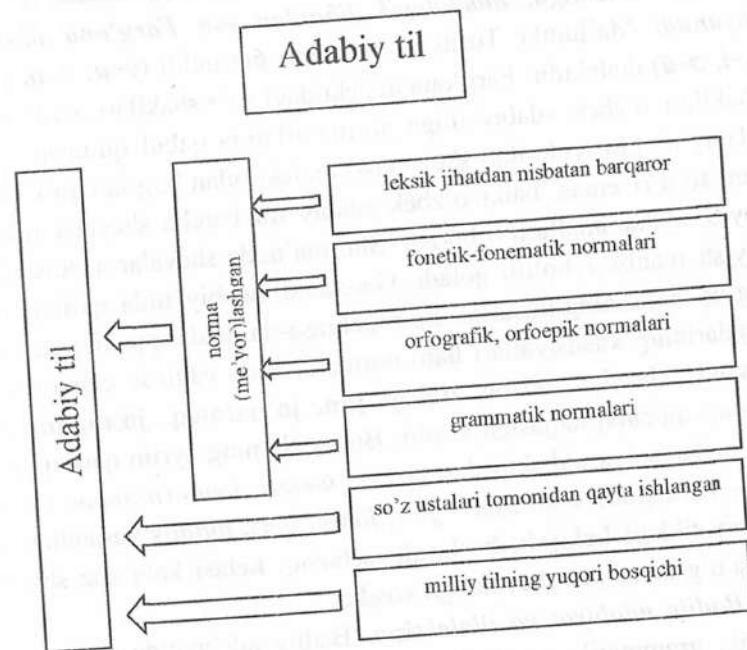 Adabiy til
Adabiy til
norma
(me'yor)lashgan
leksik jihatdan nisbatan barqaror
fonetik-fonematik normalari
orfografik, orfoepik normalari
grammatik normalari
so'z ustalari tomonidan qayta ishlangan
milliy tilning yuqori bosqichi